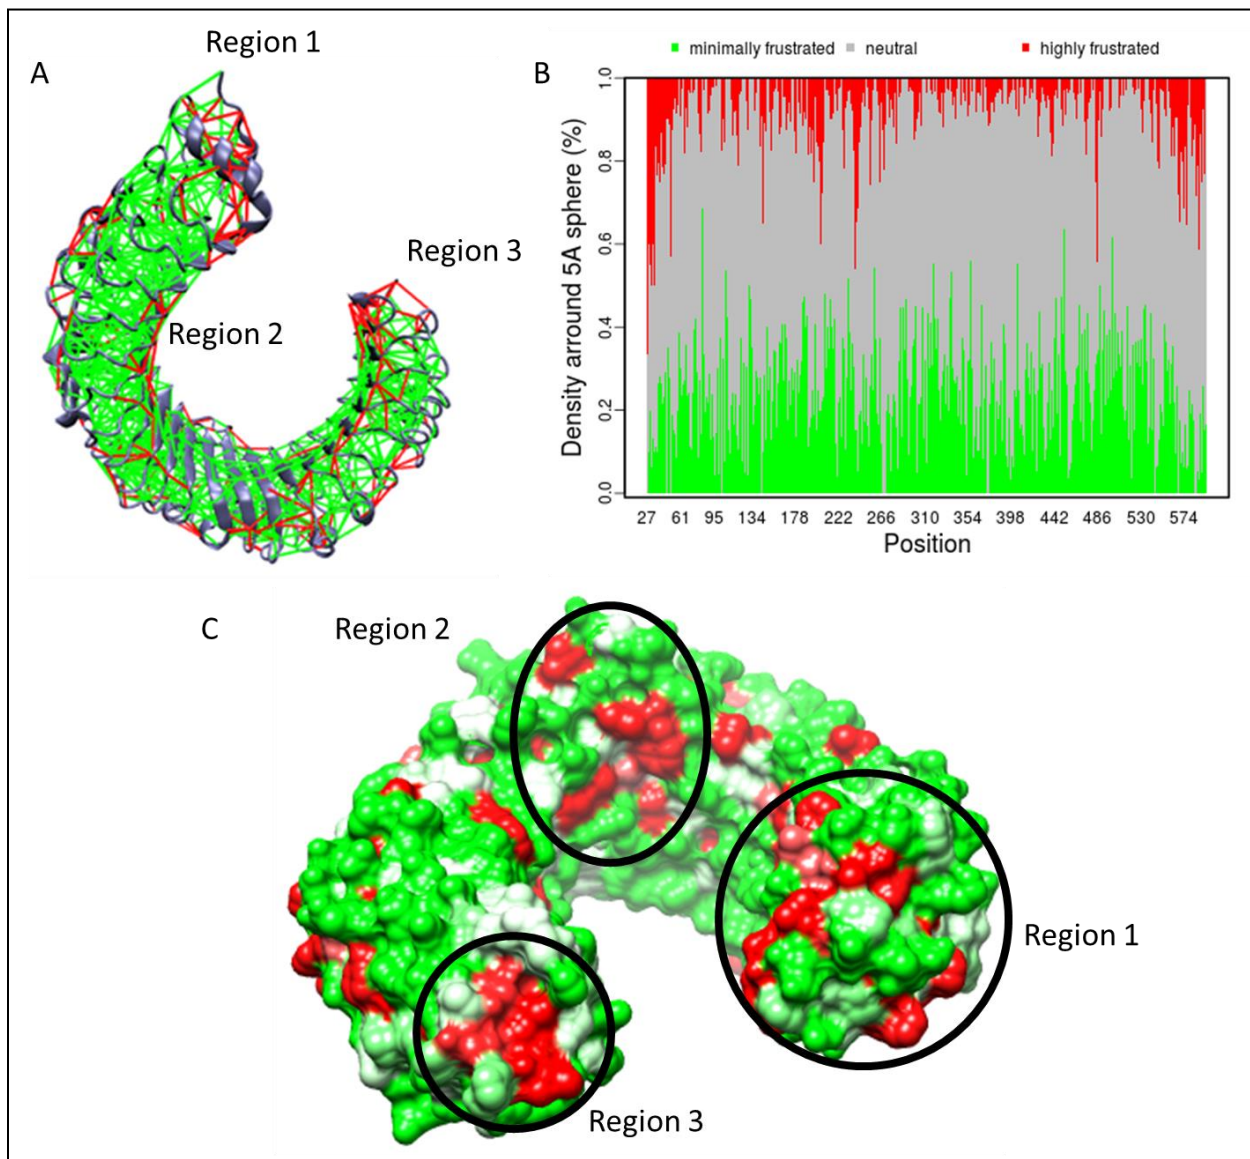 A
Region 1
Region 2
Region 3
B
minimally frustrated neutral highly frustrated
Density arround 5A sphere (%)
1.0
0.8
0.6
0.4
0.2
0.0
27 61 95 134 178 222 266 310 354 398 442 486 530 574
Position
C
Region 2
Region 1
Region 3